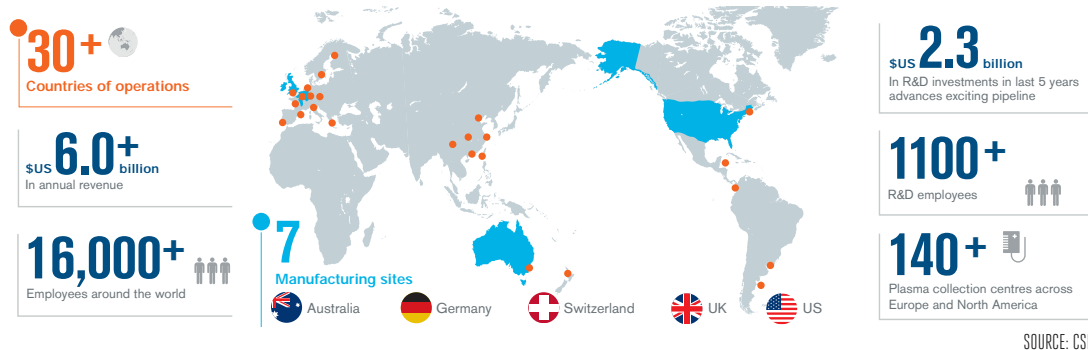 30+
Countries of operations
$US 6.0+ billion
In annual revenue
16,000+
Employees around the world
7
Manufacturing sites
Australia
Germany
Switzerland
UK
US
$US 2.3 billion
In R&D investments in last 5 years
advances exciting pipeline
1100+
R&D employees
140+
Plasma collection centres across
Europe and North America
SOURCE: CS